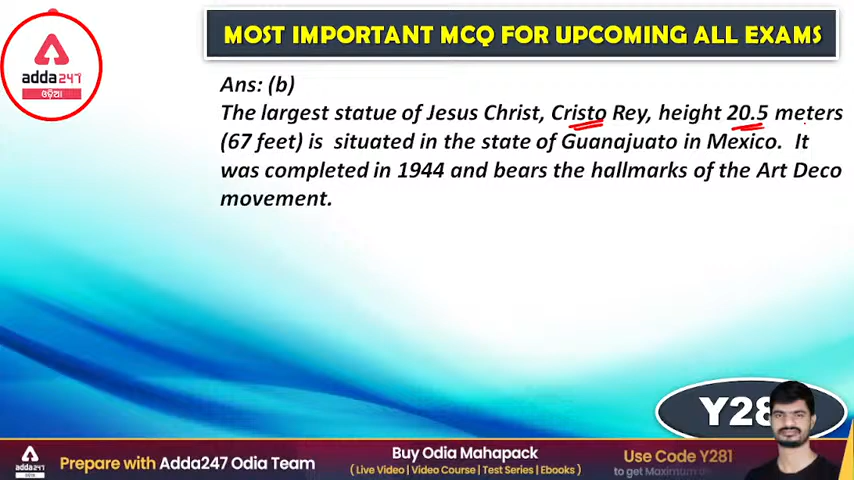 MOST IMPORTANT MCQ FOR UPCOMING ALL EXAMS
adda247
ଓଡ଼ିଆ
Ans: (b)
The largest statue of Jesus Christ, Cristo Rey, height 20.5 meters
(67 feet) is situated in the state of Guanajuato in Mexico. It
was completed in 1944 and bears the hallmarks of the Art Deco
movement.
Y28
adda247
Prepare with Adda247 Odia Team
Buy Odia Mahapack
( Live Video | Video Course | Test Series | Ebooks )
Use Code Y281
to get Maximum